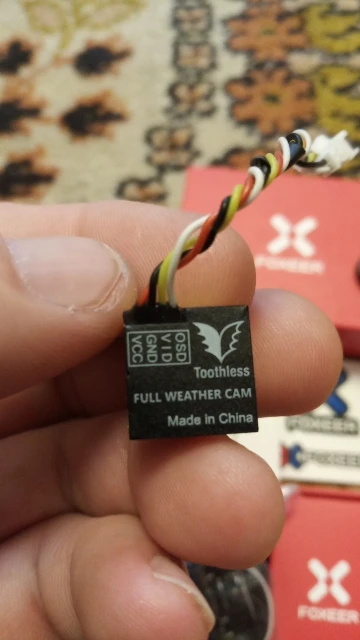 FOXEER
OSD
VID
GND
VCC
Toothless
FULL WEATHER CAM
Made in China
FOXEER
FOXEER
FOXEER